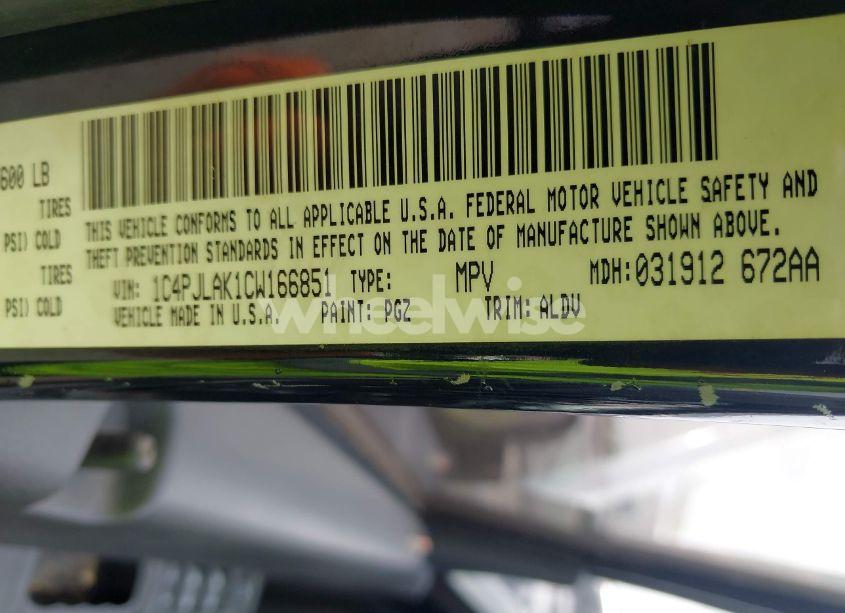 600 LB
TIRES
PSI) COLD
TIRES
PSI) COLD
THIS VEHICLE CONFORMS TO ALL APPLICABLE U.S.A. FEDERAL MOTOR VEHICLE SAFETY AND
THEFT PREVENTION STANDARDS IN EFFECT ON THE DATE OF MANUFACTURE SHOWN ABOVE.
VIN: 1C4PJLAK1CW166851 TYPE: MPV MDH:031912 672AA
VEHICLE MADE IN U.S.A. PAINT: PGZ TRIM: ALDV
wheelwise